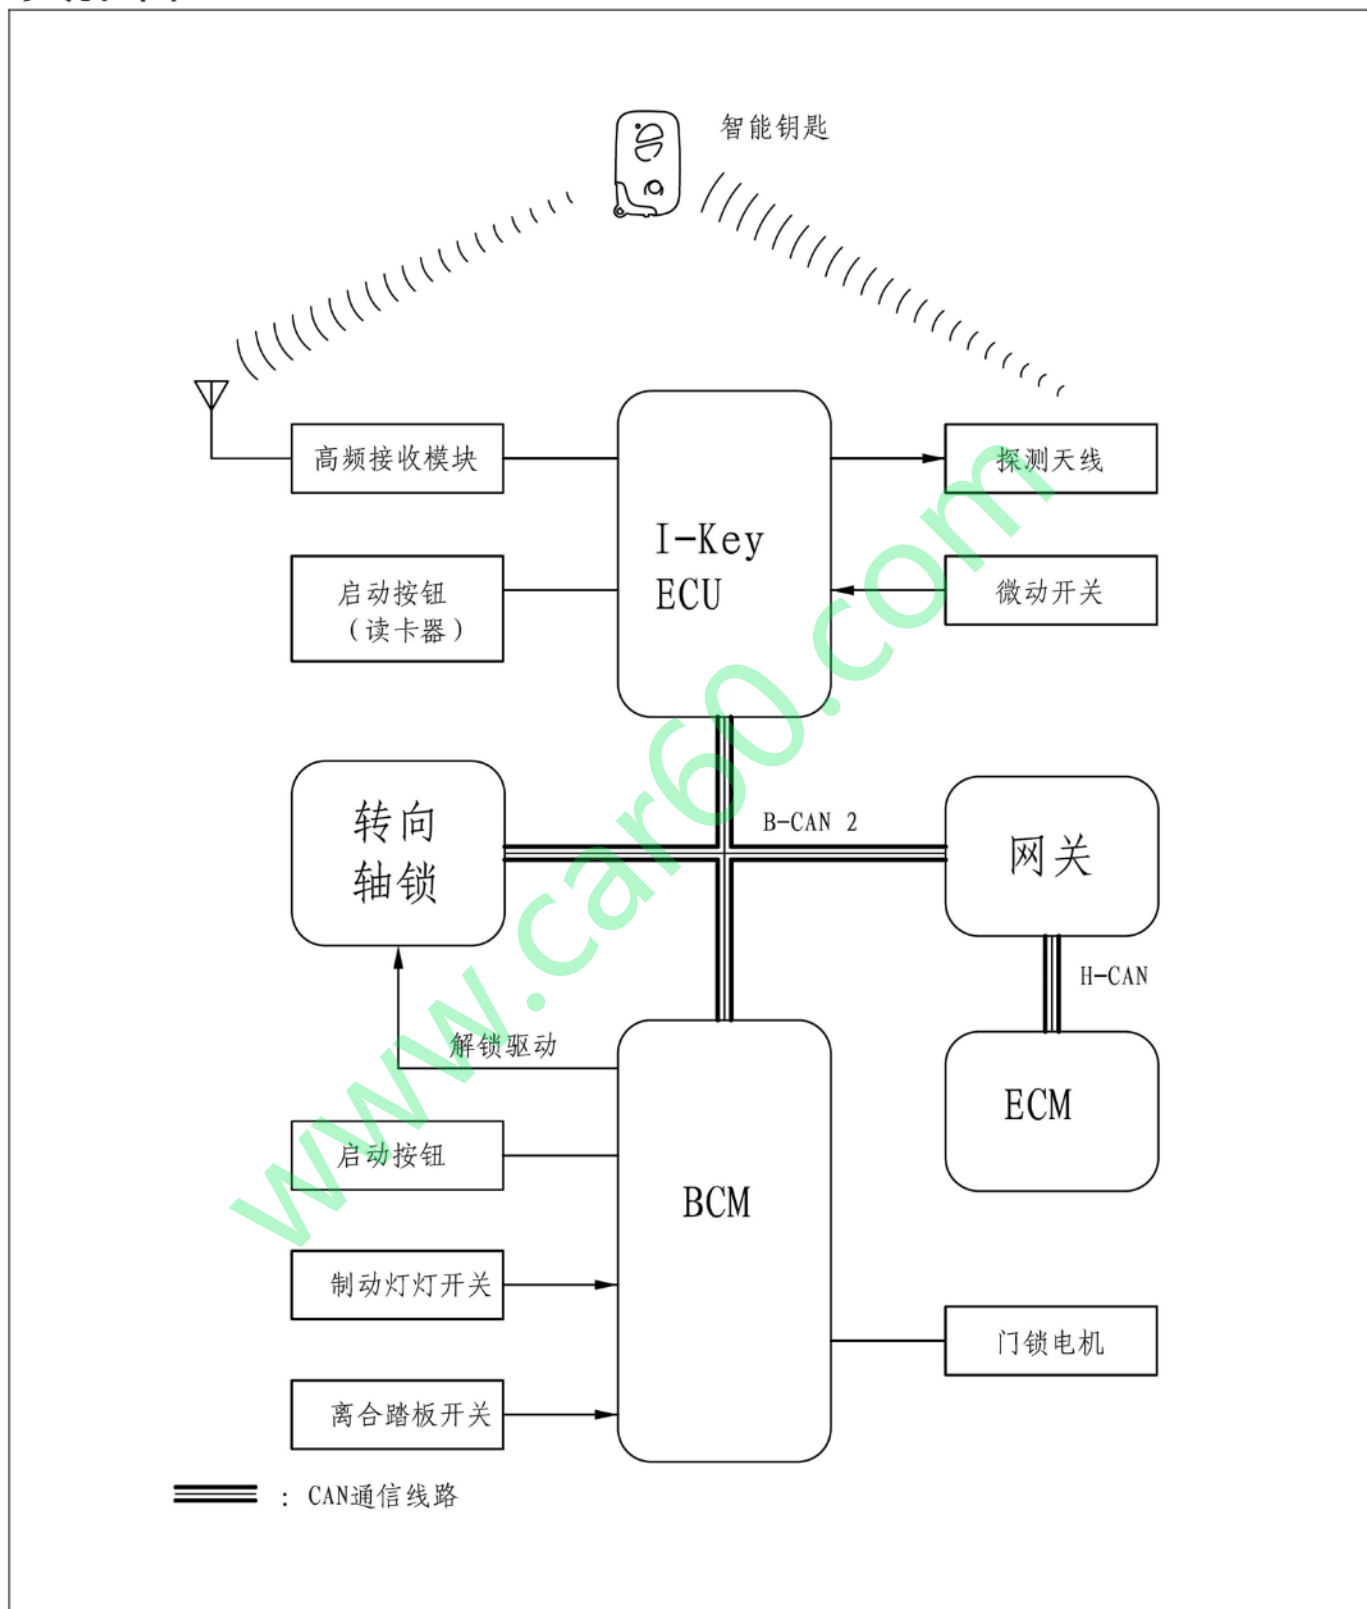 智能钥匙
高频接收模块
探测天线
I-Key
ECU
启动按钮
（读卡器）
微动开关
转向
轴锁
B-CAN 2
网关
H-CAN
解锁驱动
ECM
启动按钮
BCM
制动灯灯开关
门锁电机
离合踏板开关
：CAN通信线路
www.car60.com